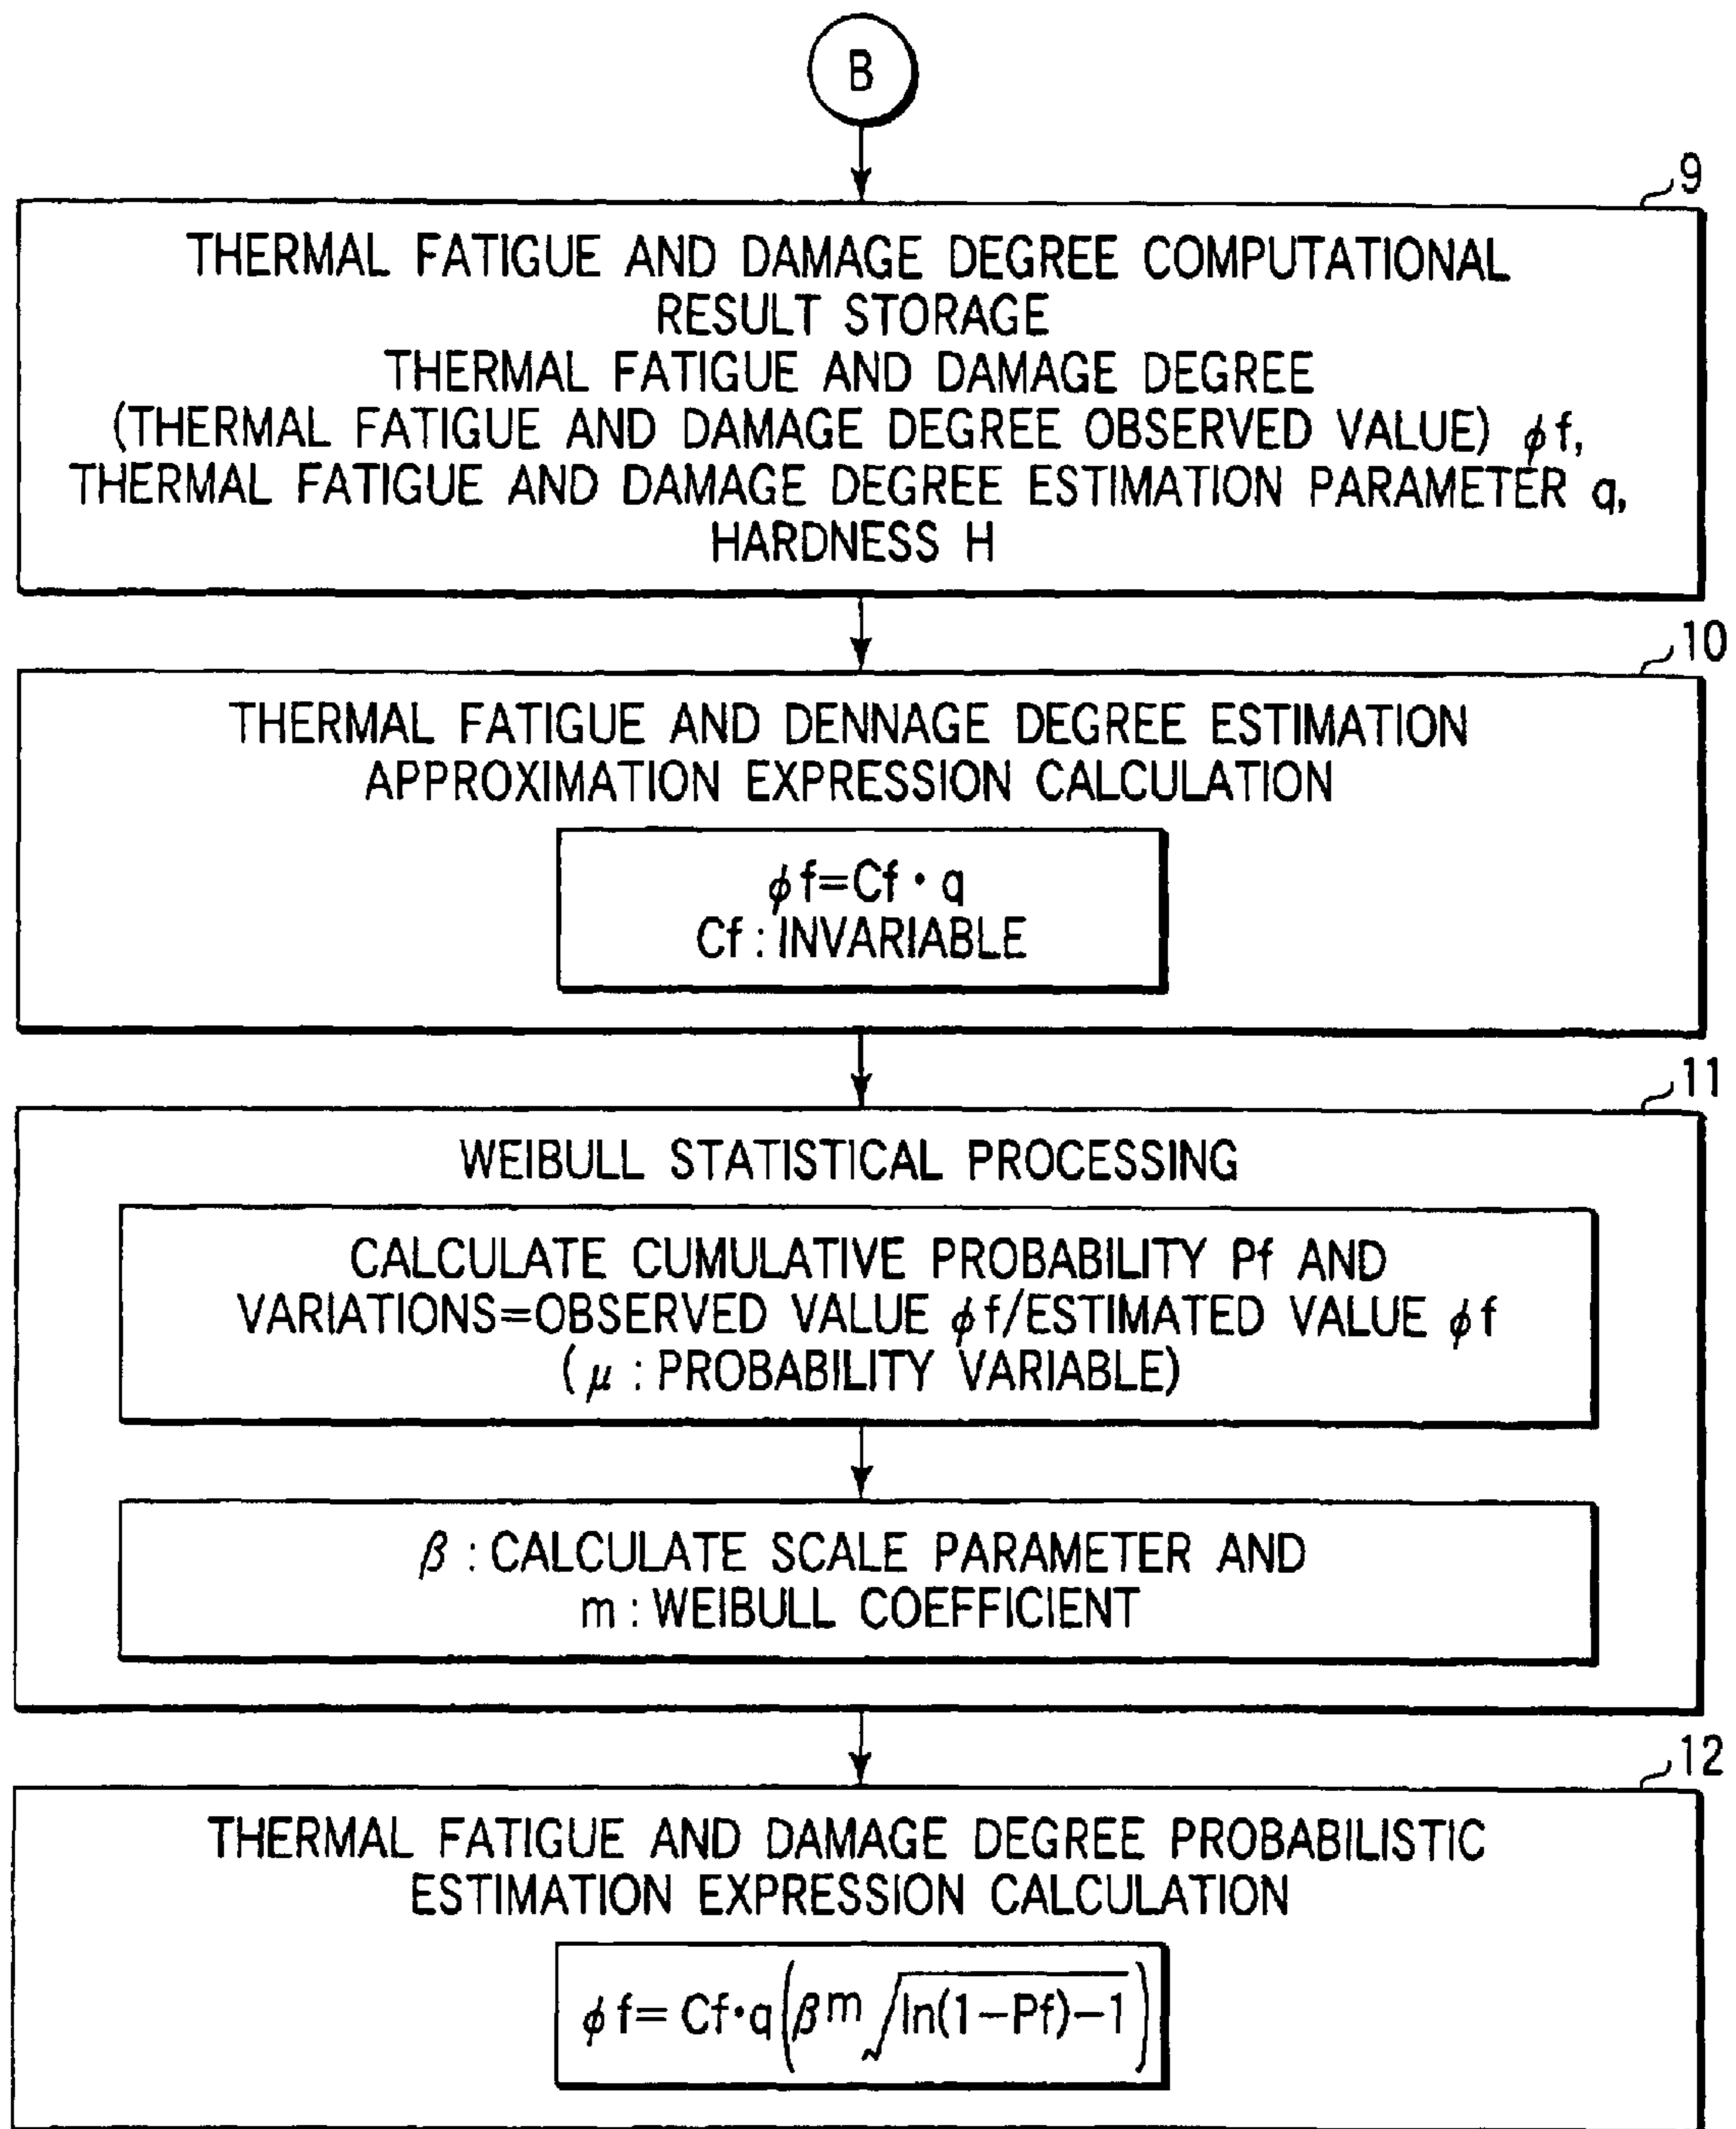 B
9
THERMAL FATIGUE AND DAMAGE DEGREE COMPUTATIONAL
RESULT STORAGE
THERMAL FATIGUE AND DAMAGE DEGREE
(THERMAL FATIGUE AND DAMAGE DEGREE OBSERVED VALUE) ϕf,
THERMAL FATIGUE AND DAMAGE DEGREE ESTIMATION PARAMETER q,
HARDNESS H
10
THERMAL FATIGUE AND DENNAGE DEGREE ESTIMATION
APPROXIMATION EXPRESSION CALCULATION
ϕf=Cf・q
Cf : INVARIABLE
11
WEIBULL STATISTICAL PROCESSING
CALCULATE CUMULATIVE PROBABILITY Pf AND
VARIATIONS=OBSERVED VALUE ϕf/ESTIMATED VALUE ϕf
(μ : PROBABILITY VARIABLE)
β : CALCULATE SCALE PARAMETER AND
m : WEIBULL COEFFICIENT
12
THERMAL FATIGUE AND DAMAGE DEGREE PROBABILISTIC
ESTIMATION EXPRESSION CALCULATION
ϕf= Cf・q(β m√ln(1−Pf)−1)